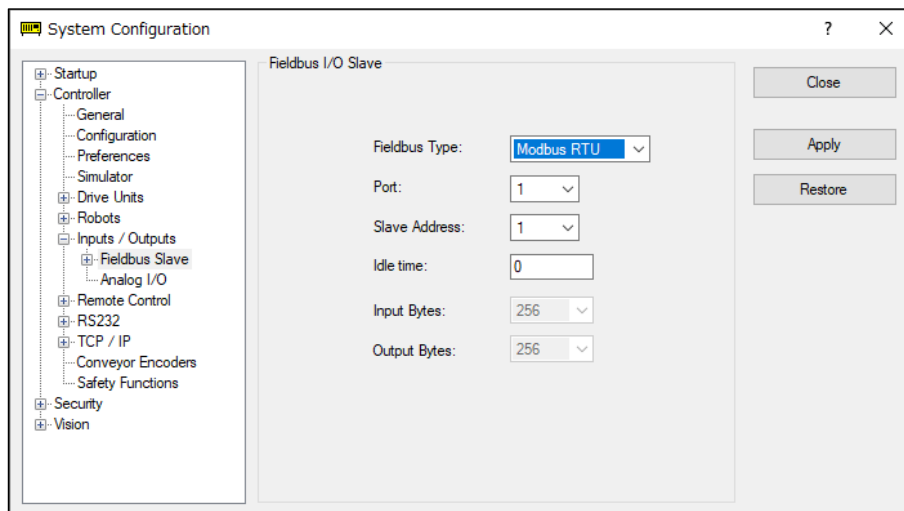 System Configuration
?
Startup
Controller
General
Configuration
Preferences
Simulator
Drive Units
Robots
Inputs / Outputs
Fieldbus Slave
Analog I/O
Remote Control
RS232
TCP / IP
Conveyor Encoders
Safety Functions
Security
Vision
Fieldbus I/O Slave
Fieldbus Type: Modbus RTU
Port: 1
Slave Address: 1
Idle time: 0
Input Bytes: 256
Output Bytes: 256
Close
Apply
Restore